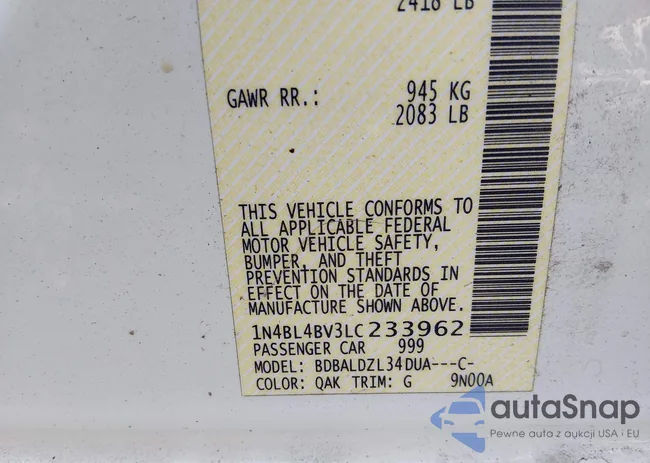 2418 LB
GAWR RR.: 945 KG
2083 LB
THIS VEHICLE CONFORMS TO
ALL APPLICABLE FEDERAL
MOTOR VEHICLE SAFETY,
BUMPER, AND THEFT
PREVENTION STANDARDS IN
EFFECT ON THE DATE OF
MANUFACTURE SHOWN ABOVE.
1N4BL4BV3LC233962
PASSENGER CAR 999
MODEL: BDBALDZL34DUA---C-
COLOR: QAK TRIM: G 9N00A
autaSnap
Pewne auta z aukcji USA i EU